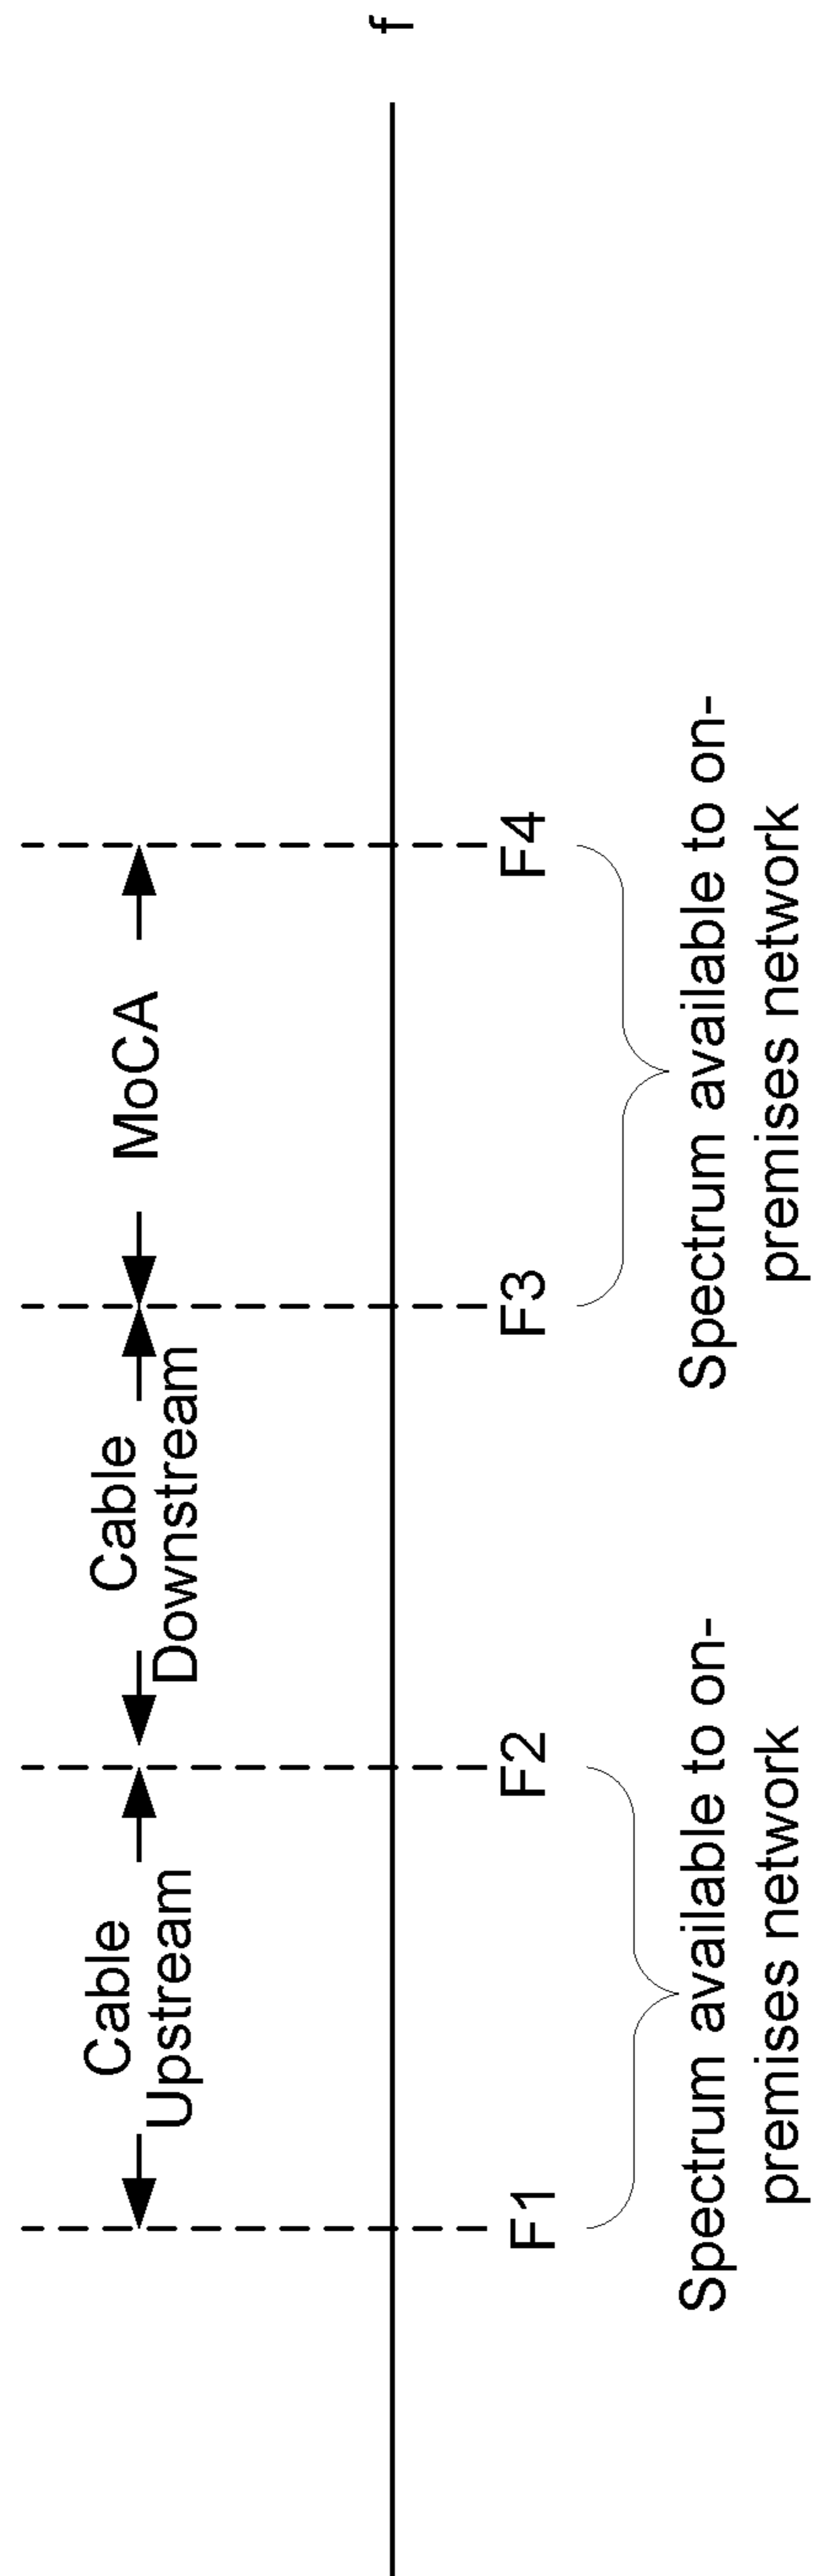 Cable
Upstream
Cable
Downstream
MoCA
f
F1
F2
F3
F4
Spectrum available to on-
premises network
Spectrum available to on-
premises network